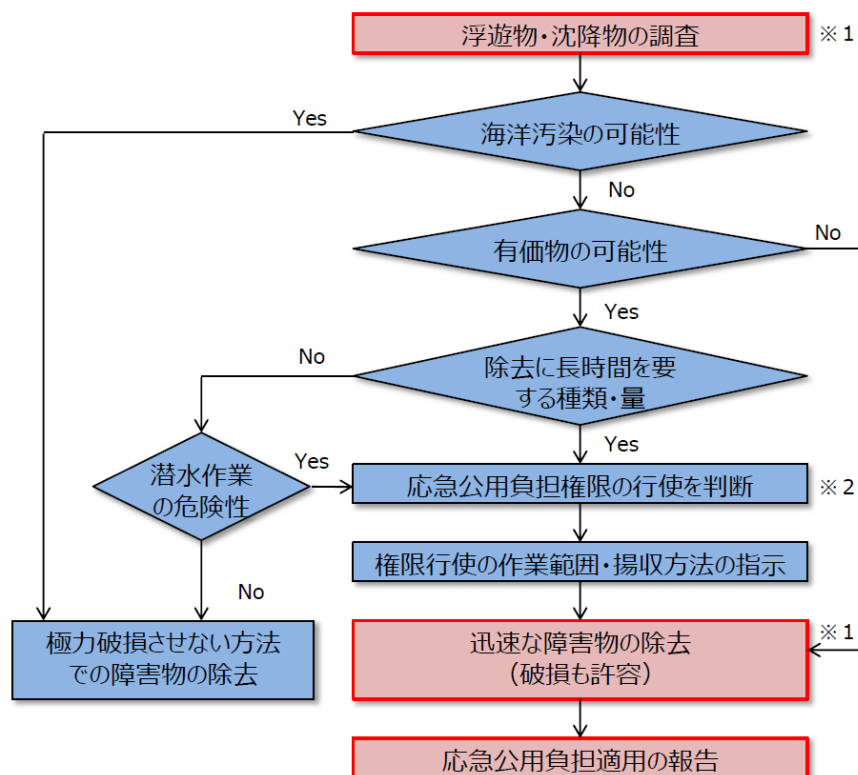 浮遊物・沈降物の調査
※1
Yes
海洋汚染の可能性
No
有価物の可能性
No
Yes
No
除去に長時間を要
する種類・量
Yes
潜水作業
の危険性
Yes
応急公用負担権限の行使を判断
※2
権限行使の作業範囲・揚収方法の指示
No
極力破損させない方法
での障害物の除去
迅速な障害物の除去
（破損も許容）
※1
応急公用負担適用の報告